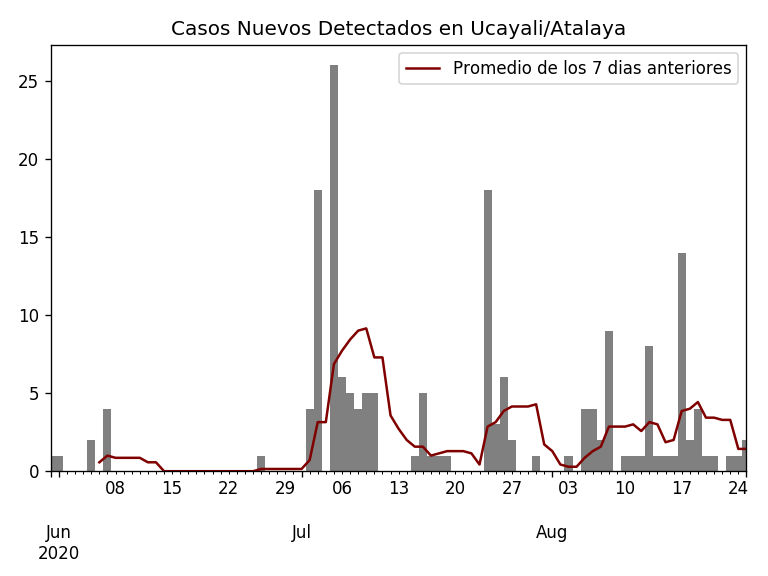 Casos Nuevos Detectados en Ucayali/Atalaya
Promedio de los 7 dias anteriores
25
20
15
10
5
0
08 15 22 29 06 13 20 27 03 10 17 24
Jun Jul Aug
2020